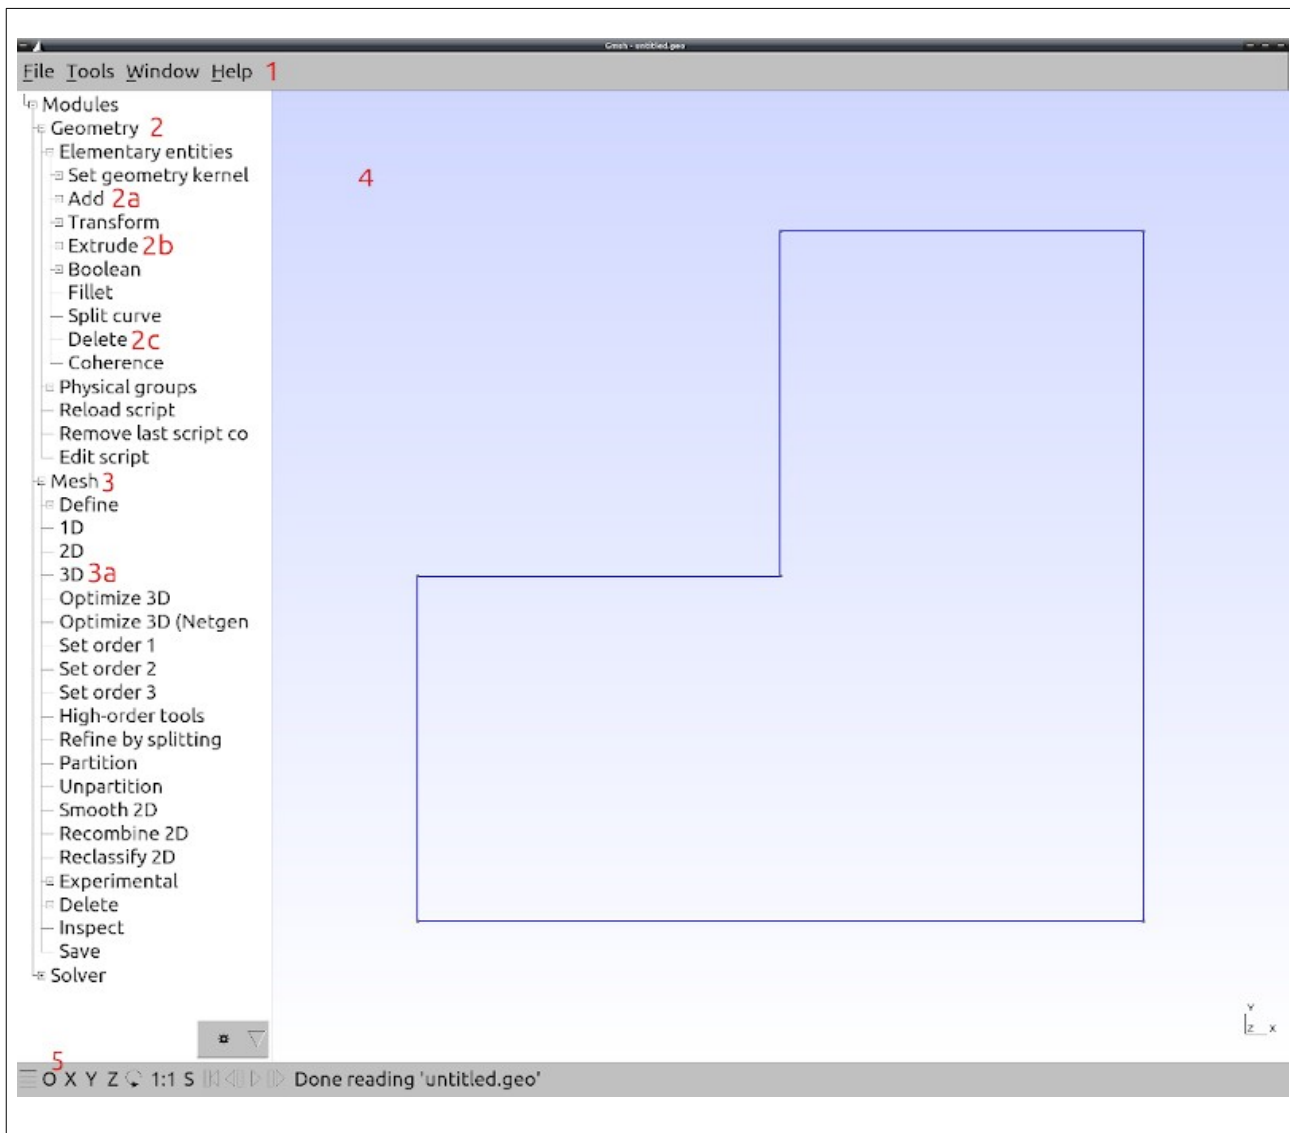 Gmsh - untitled.geo
File Tools Window Help 1
Modules
Geometry 2
Elementary entities
Set geometry kernel
4
Add 2a
Transform
Extrude 2b
Boolean
Fillet
Split curve
Delete 2c
Coherence
Physical groups
Reload script
Remove last script co
Edit script
Mesh 3
Define
1D
2D
3D 3a
Optimize 3D
Optimize 3D (Netgen
Set order 1
Set order 2
Set order 3
High-order tools
Refine by splitting
Partition
Unpartition
Smooth 2D
Recombine 2D
Reclassify 2D
Experimental
Delete
Inspect
Save
Solver
Y
Z X
5
O X Y Z 1:1 S Done reading 'untitled.geo'